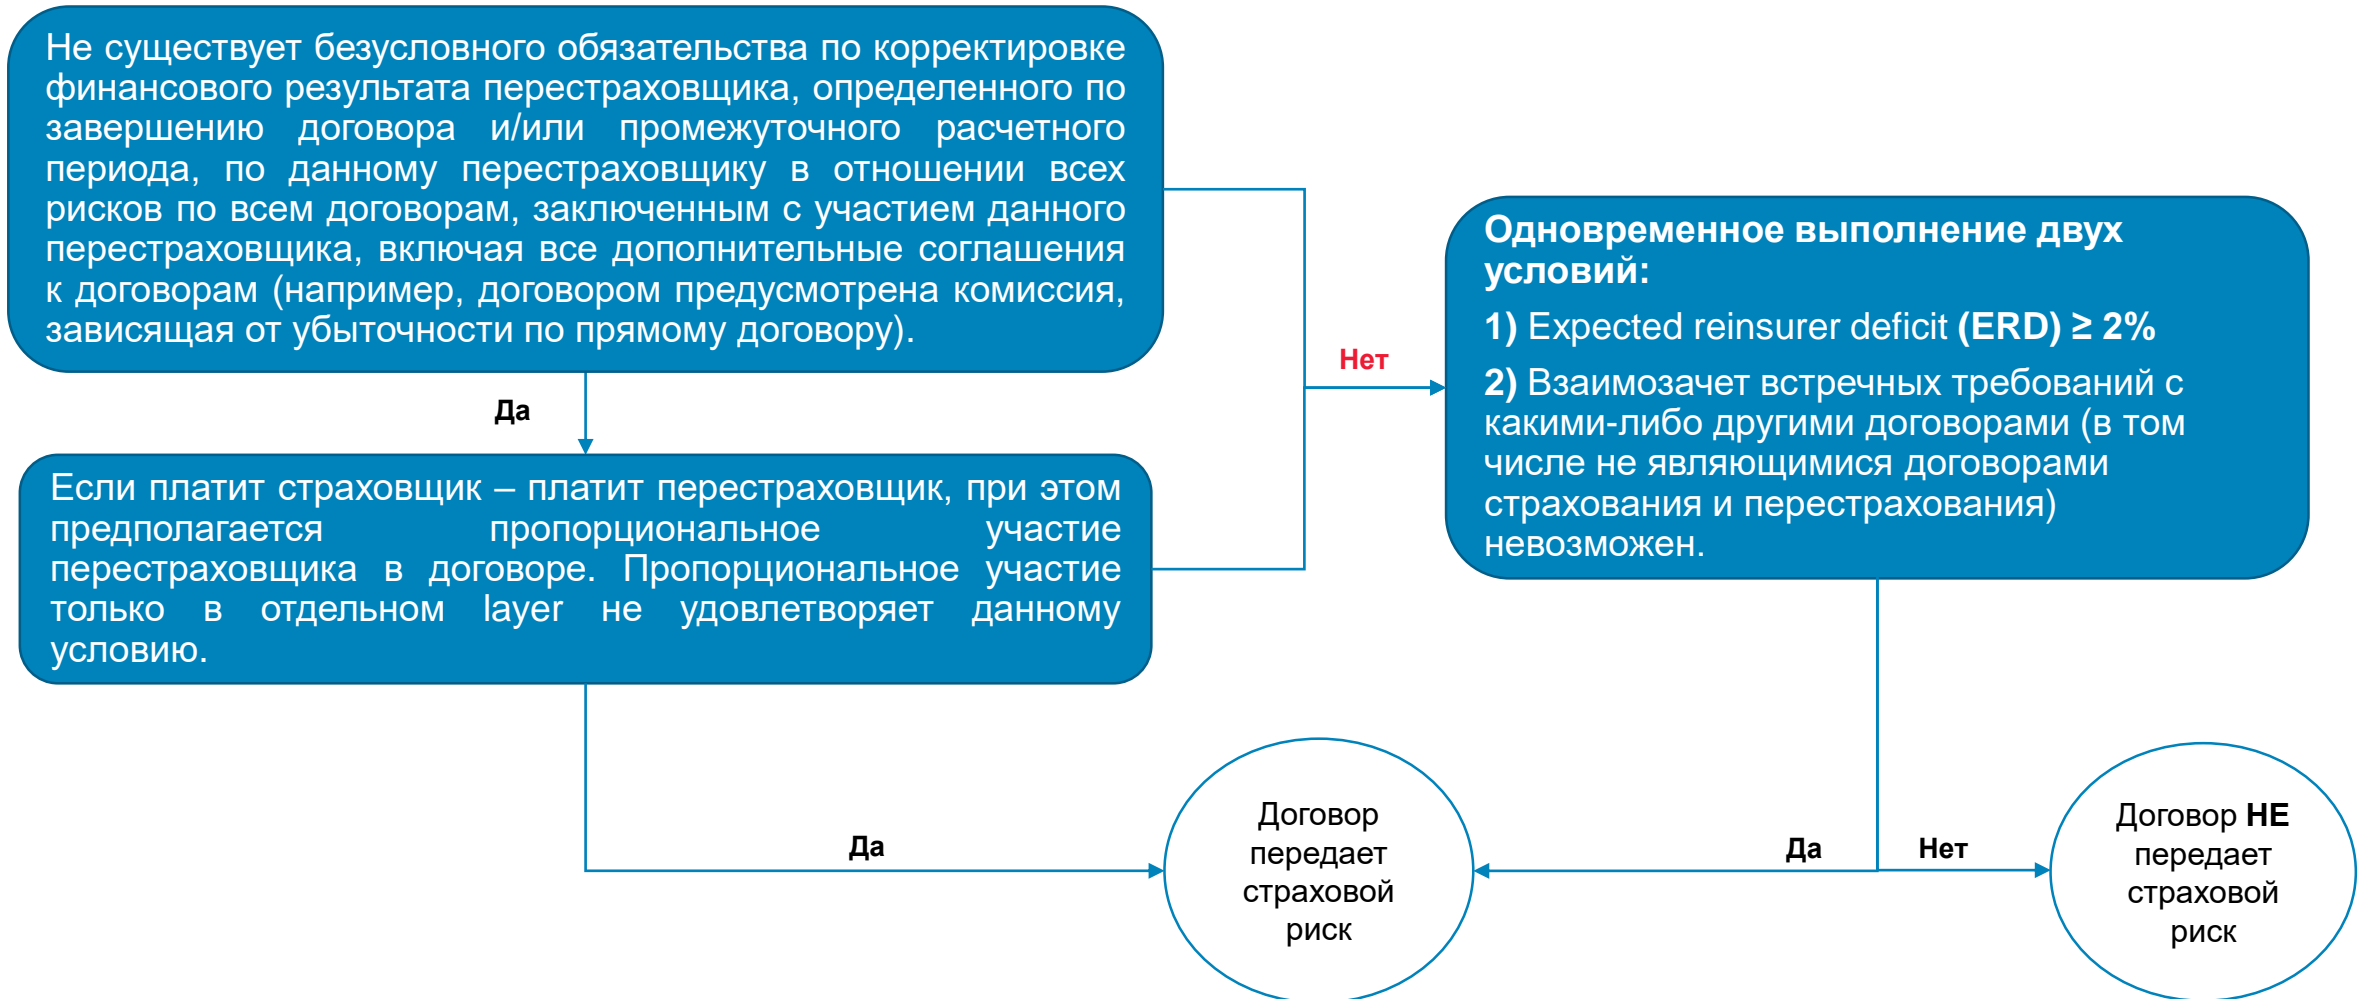 Не существует безусловного обязательства по корректировке
финансового результата перестраховщика, определенного по
завершению договора и/или промежуточного расчетного
периода, по данному перестраховщику в отношении всех
рисков по всем договорам, заключенным с участием данного
перестраховщика, включая все дополнительные соглашения
к договорам (например, договором предусмотрена комиссия,
зависящая от убыточности по прямому договору).
Да
Если платит страховщик – платит перестраховщик, при этом
предполагается пропорциональное участие
перестраховщика в договоре. Пропорциональное участие
только в отдельном layer не удовлетворяет данному
условию.
Нет
Одновременное выполнение двух
условий:
1) Expected reinsurer deficit (ERD) ≥ 2%
2) Взаимозачет встречных требований с
какими-либо другими договорами (в том
числе не являющимися договорами
страхования и перестрахования)
невозможен.
Да
Договор
передает
страховой
риск
Да
Нет
Договор НЕ
передает
страховой
риск